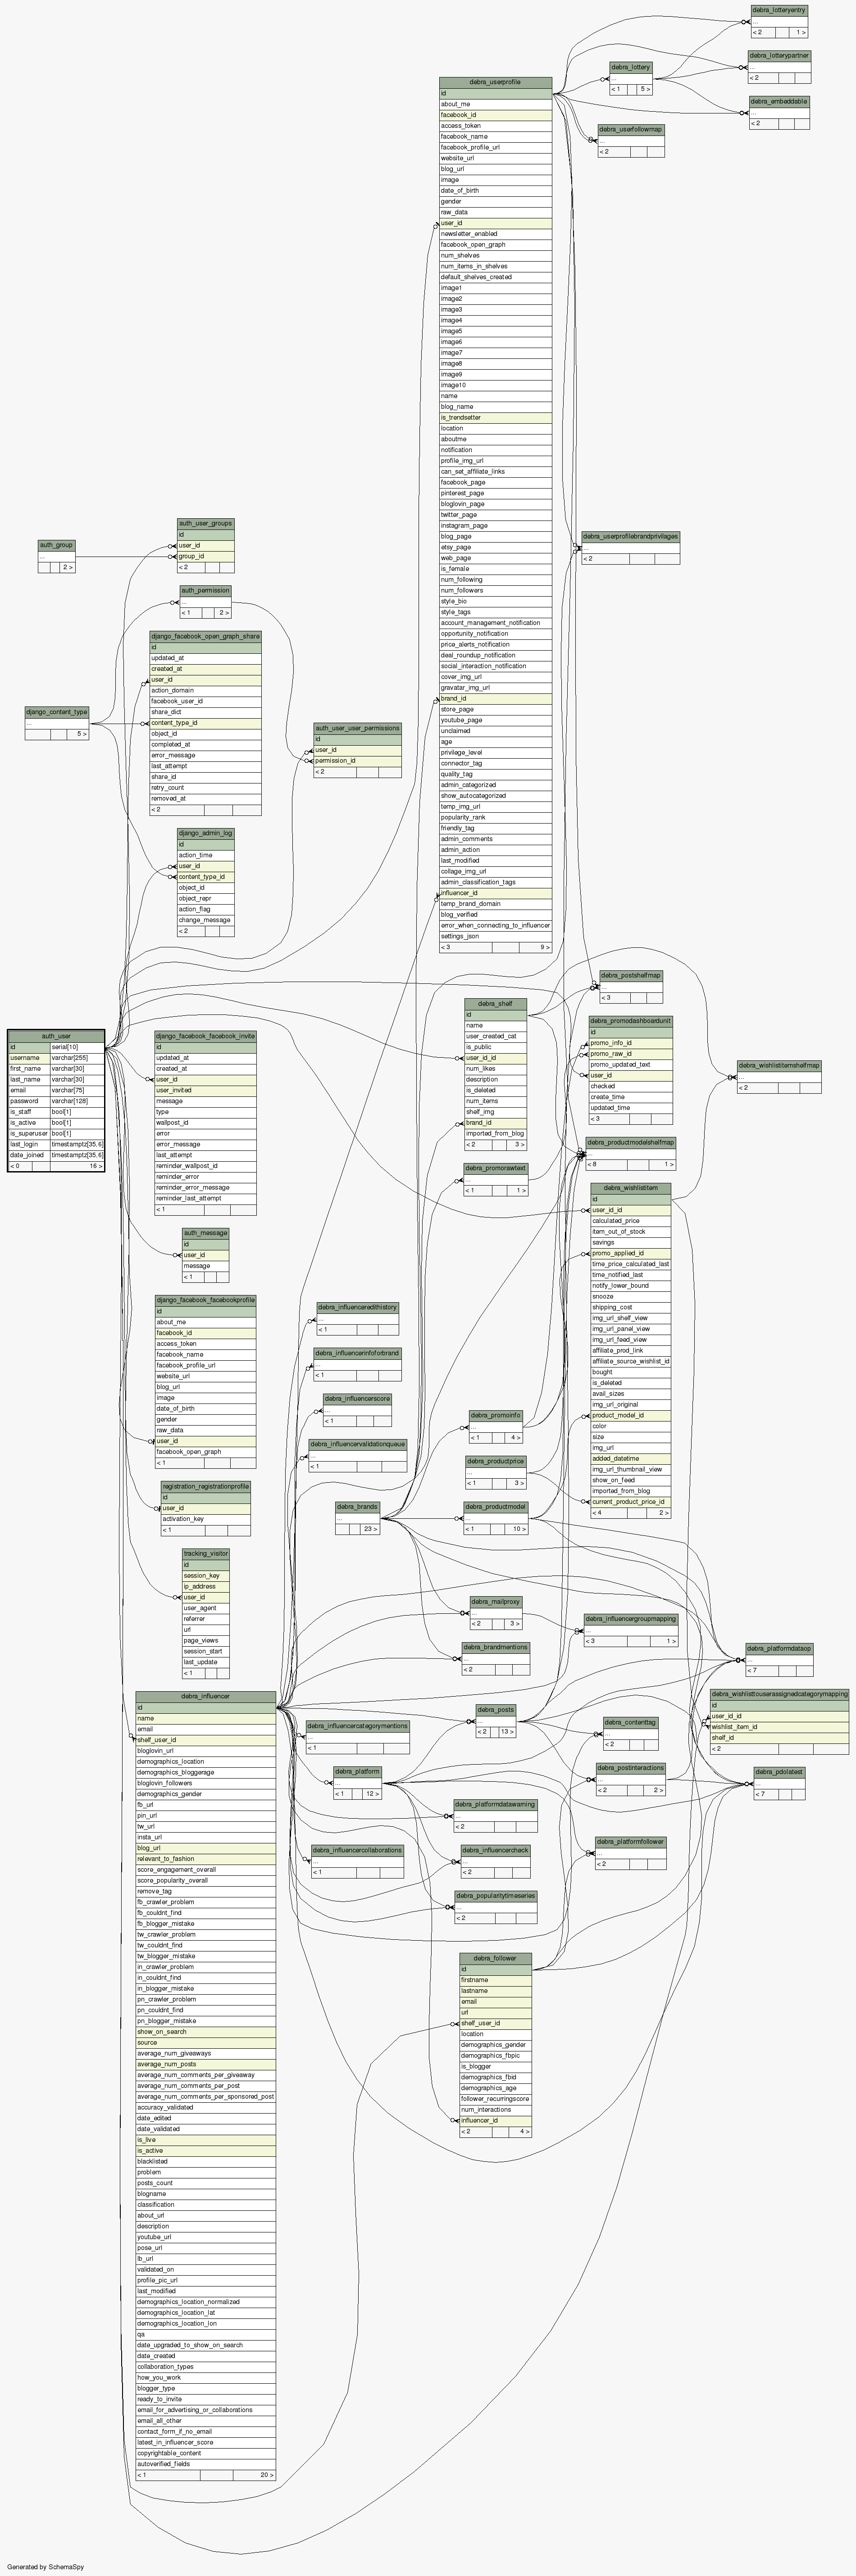 debra_lotteryentry
...
< 2 1 >
debra_lotterypartner
...
< 2
debra_embeddable
...
< 2
debra_lottery
...
< 1 5 >
debra_userfollowmap
...
< 2
debra_userprofile
id
about_me
facebook_id
access_token
facebook_name
facebook_profile_url
website_url
blog_url
image
date_of_birth
gender
raw_data
user_id
newsletter_enabled
facebook_open_graph
num_shelves
num_items_in_shelves
default_shelves_created
image1
image2
image3
image4
image5
image6
image7
image8
image9
image10
name
blog_name
is_trendsetter
location
aboutme
notification
profile_img_url
can_set_affiliate_links
facebook_page
pinterest_page
bloglovin_page
twitter_page
instagram_page
blog_page
etsy_page
web_page
is_female
num_following
num_followers
style_bio
style_tags
account_management_notification
opportunity_notification
price_alerts_notification
deal_roundup_notification
social_interaction_notification
cover_img_url
gravatar_img_url
brand_id
store_page
youtube_page
unclaimed
age
privilege_level
connector_tag
quality_tag
admin_categorized
show_autocategorized
temp_img_url
popularity_rank
friendly_tag
admin_comments
admin_action
last_modified
collage_img_url
admin_classification_tags
influencer_id
temp_brand_domain
blog_verified
error_when_connecting_to_influencer
settings_json
< 3 9 >
debra_userprofilebrandprivilages
...
< 2
auth_group
...
2 >
auth_user_groups
id
user_id
group_id
< 2
auth_permission
...
< 1 2 >
django_facebook_open_graph_share
id
updated_at
created_at
user_id
action_domain
facebook_user_id
share_dict
content_type_id
object_id
completed_at
error_message
last_attempt
share_id
retry_count
removed_at
< 2
django_content_type
...
5 >
auth_user_user_permissions
id
user_id
permission_id
< 2
django_admin_log
id
action_time
user_id
content_type_id
object_id
object_repr
action_flag
change_message
< 2
auth_user
id serial[10]
username varchar[255]
first_name varchar[30]
last_name varchar[30]
email varchar[75]
password varchar[128]
is_staff bool[1]
is_active bool[1]
is_superuser bool[1]
last_login timestamptz[35,6]
date_joined timestamptz[35,6]
< 0 16 >
django_facebook_facebook_invite
id
updated_at
created_at
user_id
user_invited
message
type
wallpost_id
error
error_message
last_attempt
reminder_wallpost_id
reminder_error
reminder_error_message
reminder_last_attempt
< 1
auth_message
id
user_id
message
< 1
django_facebook_facebookprofile
id
about_me
facebook_id
access_token
facebook_name
facebook_profile_url
website_url
blog_url
image
date_of_birth
gender
raw_data
user_id
facebook_open_graph
< 1
registration_registrationprofile
id
user_id
activation_key
< 1
tracking_visitor
id
session_key
ip_address
user_id
user_agent
referrer
url
page_views
session_start
last_update
< 1
debra_shelf
id
name
user_created_cat
is_public
user_id_id
num_likes
description
is_deleted
num_items
shelf_img
brand_id
imported_from_blog
< 2 3 >
debra_postshelfmap
...
< 3
debra_promodashboardunit
id
promo_info_id
promo_raw_id
promo_updated_text
user_id
checked
create_time
updated_time
< 3
debra_wishlistitemshelfmap
...
< 2
debra_productmodelshelfmap
...
< 8 1 >
debra_promorawtext
...
< 1 1 >
debra_wishlistitem
id
user_id_id
calculated_price
item_out_of_stock
savings
promo_applied_id
time_price_calculated_last
time_notified_last
notify_lower_bound
snooze
shipping_cost
img_url_shelf_view
img_url_panel_view
img_url_feed_view
affiliate_prod_link
affiliate_source_wishlist_id
bought
is_deleted
avail_sizes
img_url_original
product_model_id
color
size
img_url
added_datetime
img_url_thumbnail_view
show_on_feed
imported_from_blog
current_product_price_id
< 4 2 >
debra_influenceredithistory
...
< 1
debra_influencerinfoforbrand
...
< 1
debra_influencerscore
...
< 1
debra_influencervalidationqueue
...
< 1
debra_promoinfo
...
< 1 4 >
debra_productprice
...
< 1 3 >
debra_brands
...
23 >
debra_productmodel
...
< 1 10 >
debra_mailproxy
...
< 2 3 >
debra_influencergroupmapping
...
< 3 1 >
debra_brandmentions
...
< 2
debra_platformdataop
...
< 7
debra_wishlisttouserassignedcategorymapping
id
user_id_id
wishlist_item_id
shelf_id
< 2
debra_posts
...
< 2 13 >
debra_contenttag
...
< 2
debra_influencercategorymentions
...
< 1
debra_platform
...
< 1 12 >
debra_postinteractions
...
< 2 2 >
debra_pdolatest
...
< 7
debra_platformdatawarning
...
< 2
debra_influencercollaborations
...
< 1
debra_influencercheck
...
< 2
debra_platformfollower
...
< 2
debra_popularitytimeseries
...
< 2
debra_follower
id
firstname
lastname
email
url
shelf_user_id
location
demographics_gender
demographics_fbpic
is_blogger
demographics_fbid
demographics_age
follower_recurringscore
num_interactions
influencer_id
< 2 4 >
debra_influencer
id
name
email
shelf_user_id
bloglovin_url
demographics_location
demographics_bloggerage
bloglovin_followers
demographics_gender
fb_url
pin_url
tw_url
insta_url
blog_url
relevant_to_fashion
score_engagement_overall
score_popularity_overall
remove_tag
fb_crawler_problem
fb_couldnt_find
fb_blogger_mistake
tw_crawler_problem
tw_couldnt_find
tw_blogger_mistake
in_crawler_problem
in_couldnt_find
in_blogger_mistake
pn_crawler_problem
pn_couldnt_find
pn_blogger_mistake
show_on_search
source
average_num_giveaways
average_num_posts
average_num_comments_per_giveaway
average_num_comments_per_post
average_num_comments_per_sponsored_post
accuracy_validated
date_edited
date_validated
is_live
is_active
blacklisted
problem
posts_count
blogname
classification
about_url
description
youtube_url
pose_url
lb_url
validated_on
profile_pic_url
last_modified
demographics_location_normalized
demographics_location_lat
demographics_location_lon
qa
date_upgraded_to_show_on_search
date_created
collaboration_types
how_you_work
blogger_type
ready_to_invite
email_for_advertising_or_collaborations
email_all_other
contact_form_if_no_email
latest_in_influencer_score
copyrightable_content
autoverified_fields
< 1 20 >
Generated by SchemaSpy